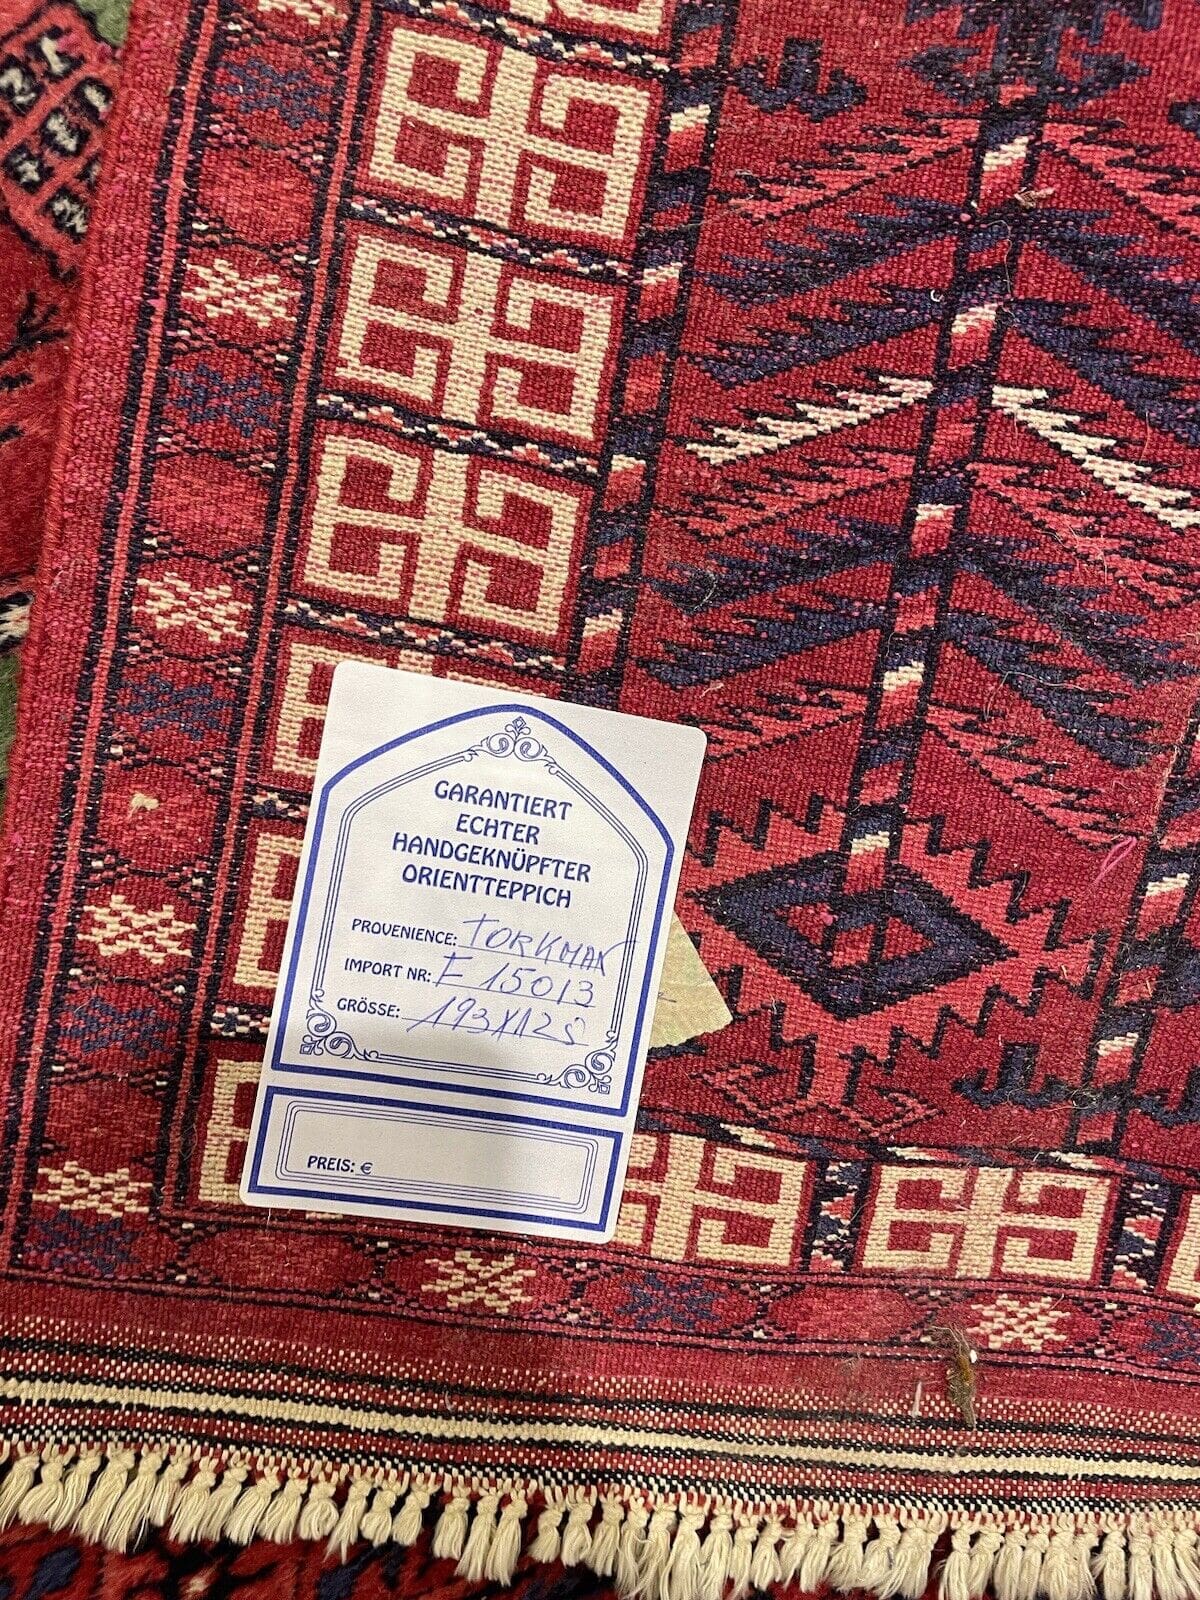 GARANTIERT
ECHTER
HANDGEKNÜPFTER
ORIENTTEPPICH
PROVENIENCE: TORKMAN
IMPORT NR: E 15013
GRÖSSE: 193X125
PREIS: €